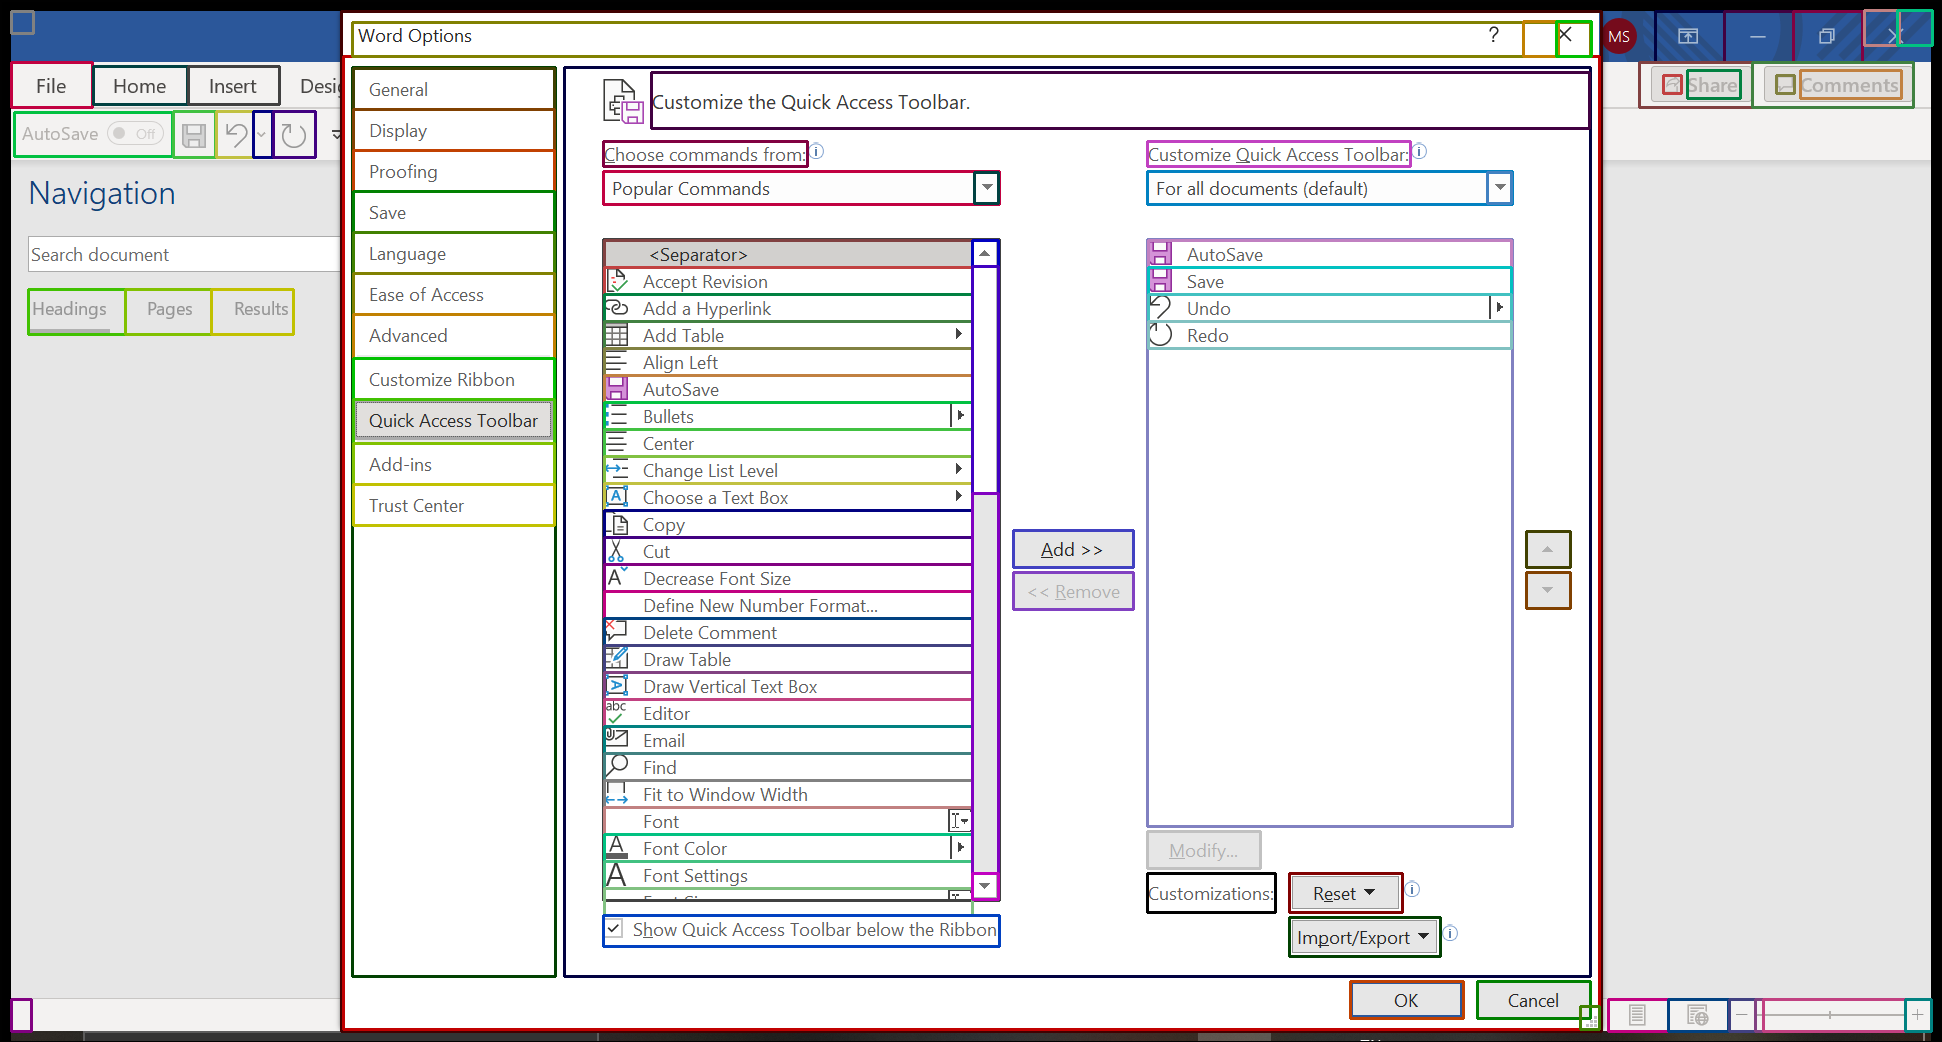 Word Options
?
MS
File
Home
Insert
Share
Comments
AutoSave
Off
Navigation
Search document
Headings
Pages
Results
General
Display
Proofing
Save
Language
Ease of Access
Advanced
Customize Ribbon
Quick Access Toolbar
Add-ins
Trust Center
Customize the Quick Access Toolbar.
Choose commands from:
Popular Commands
<Separator>
Accept Revision
Add a Hyperlink
Add Table
Align Left
AutoSave
Bullets
Center
Change List Level
Choose a Text Box
Copy
Cut
Decrease Font Size
Define New Number Format...
Delete Comment
Draw Table
Draw Vertical Text Box
Editor
Email
Find
Fit to Window Width
Font
Font Color
Font Settings
Show Quick Access Toolbar below the Ribbon
Add >>
<< Remove
Customize Quick Access Toolbar:
For all documents (default)
AutoSave
Save
Undo
Redo
Modify...
Customizations:
Reset
Import/Export
OK
Cancel